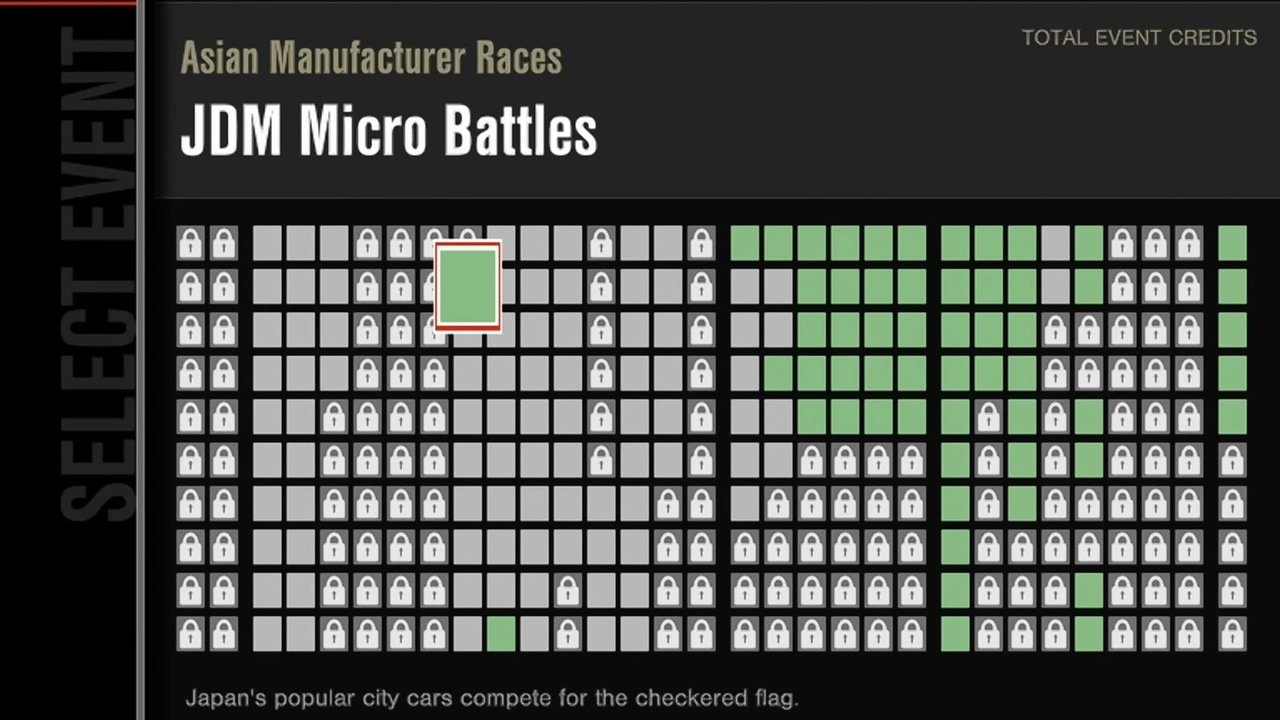 SELECT EVENT
Asian Manufacturer Races
TOTAL EVENT CREDITS
JDM Micro Battles
Japan's popular city cars compete for the checkered flag.